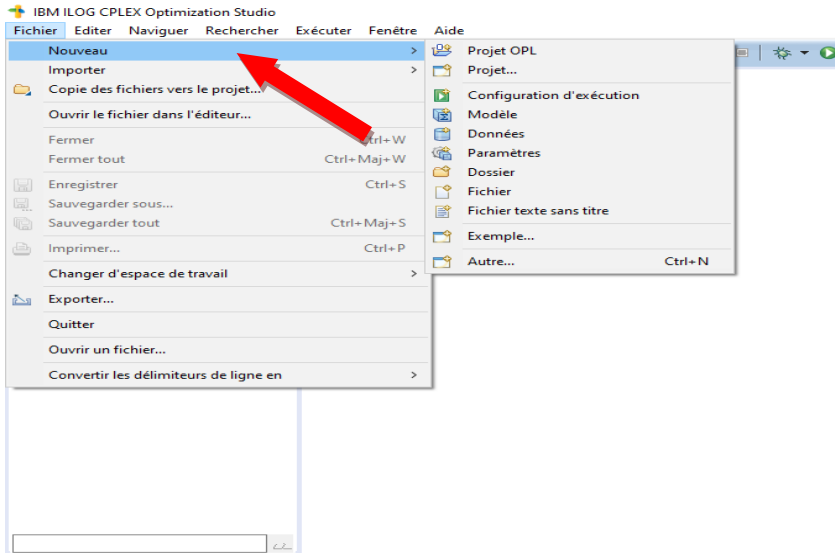 IBM ILOG CPLEX Optimization Studio
Fichier Editer Naviguer Rechercher Exécuter Fenêtre Aide
Nouveau >
Importer >
Copie des fichiers vers le projet...
Ouvrir le fichier dans l'éditeur...
Fermer Ctrl+W
Fermer tout Ctrl+Maj+W
Enregistrer Ctrl+S
Sauvegarder sous...
Sauvegarder tout Ctrl+Maj+S
Imprimer... Ctrl+P
Changer d'espace de travail >
Exporter...
Quitter
Ouvrir un fichier...
Convertir les délimiteurs de ligne en >
Projet OPL
Projet...
Configuration d'exécution
Modèle
Données
Paramètres
Dossier
Fichier
Fichier texte sans titre
Exemple...
Autre... Ctrl+N